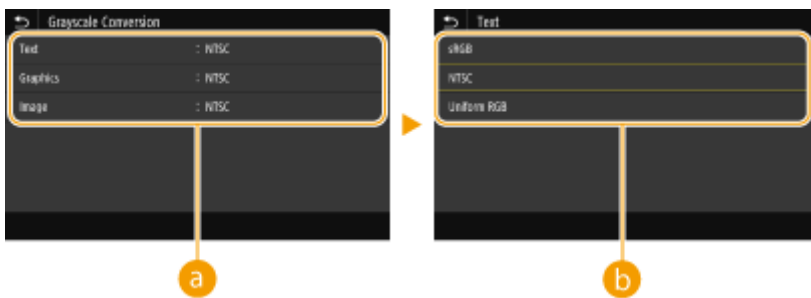 Grayscale Conversion
Text : NTSC
Graphics : NTSC
Image : NTSC
a
Text
sRGB
NTSC
Uniform RGB
b